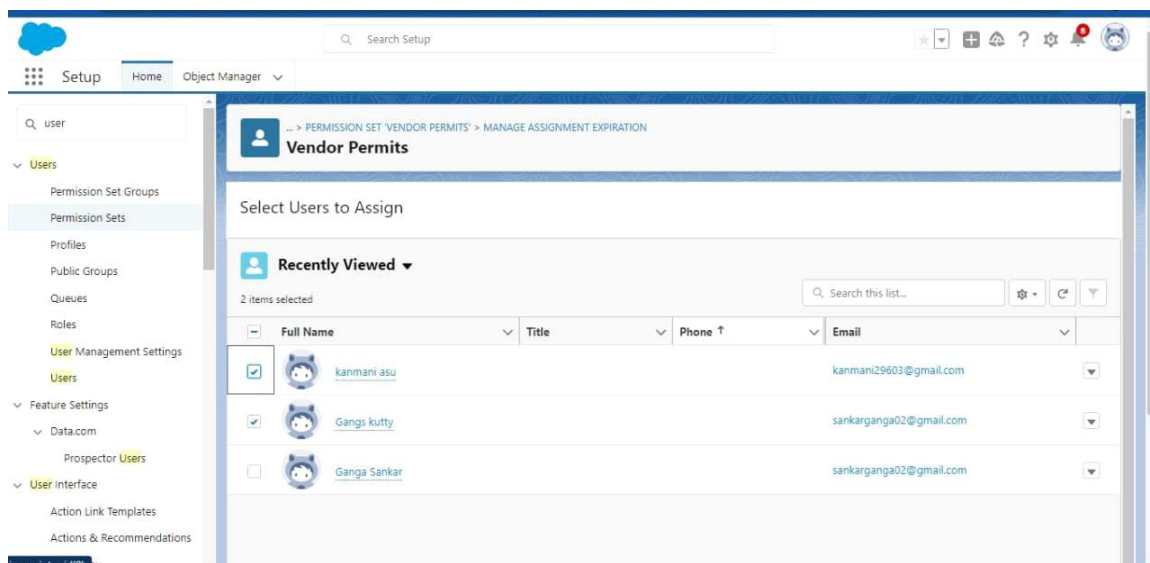 Search Setup
8
Setup Home Object Manager
user
... > PERMISSION SET 'VENDOR PERMITS' > MANAGE ASSIGNMENT EXPIRATION
Vendor Permits
Users
Permission Set Groups
Permission Sets
Profiles
Public Groups
Queues
Roles
User Management Settings
Users
Feature Settings
Data.com
Prospector Users
User Interface
Action Link Templates
Actions & Recommendations
Select Users to Assign
Recently Viewed
2 items selected
Search this list...
Full Name Title Phone ↑ Email
kanmani asu kanmani29603@gmail.com
Gangs kutty sankarganga02@gmail.com
Ganga Sankar sankarganga02@gmail.com